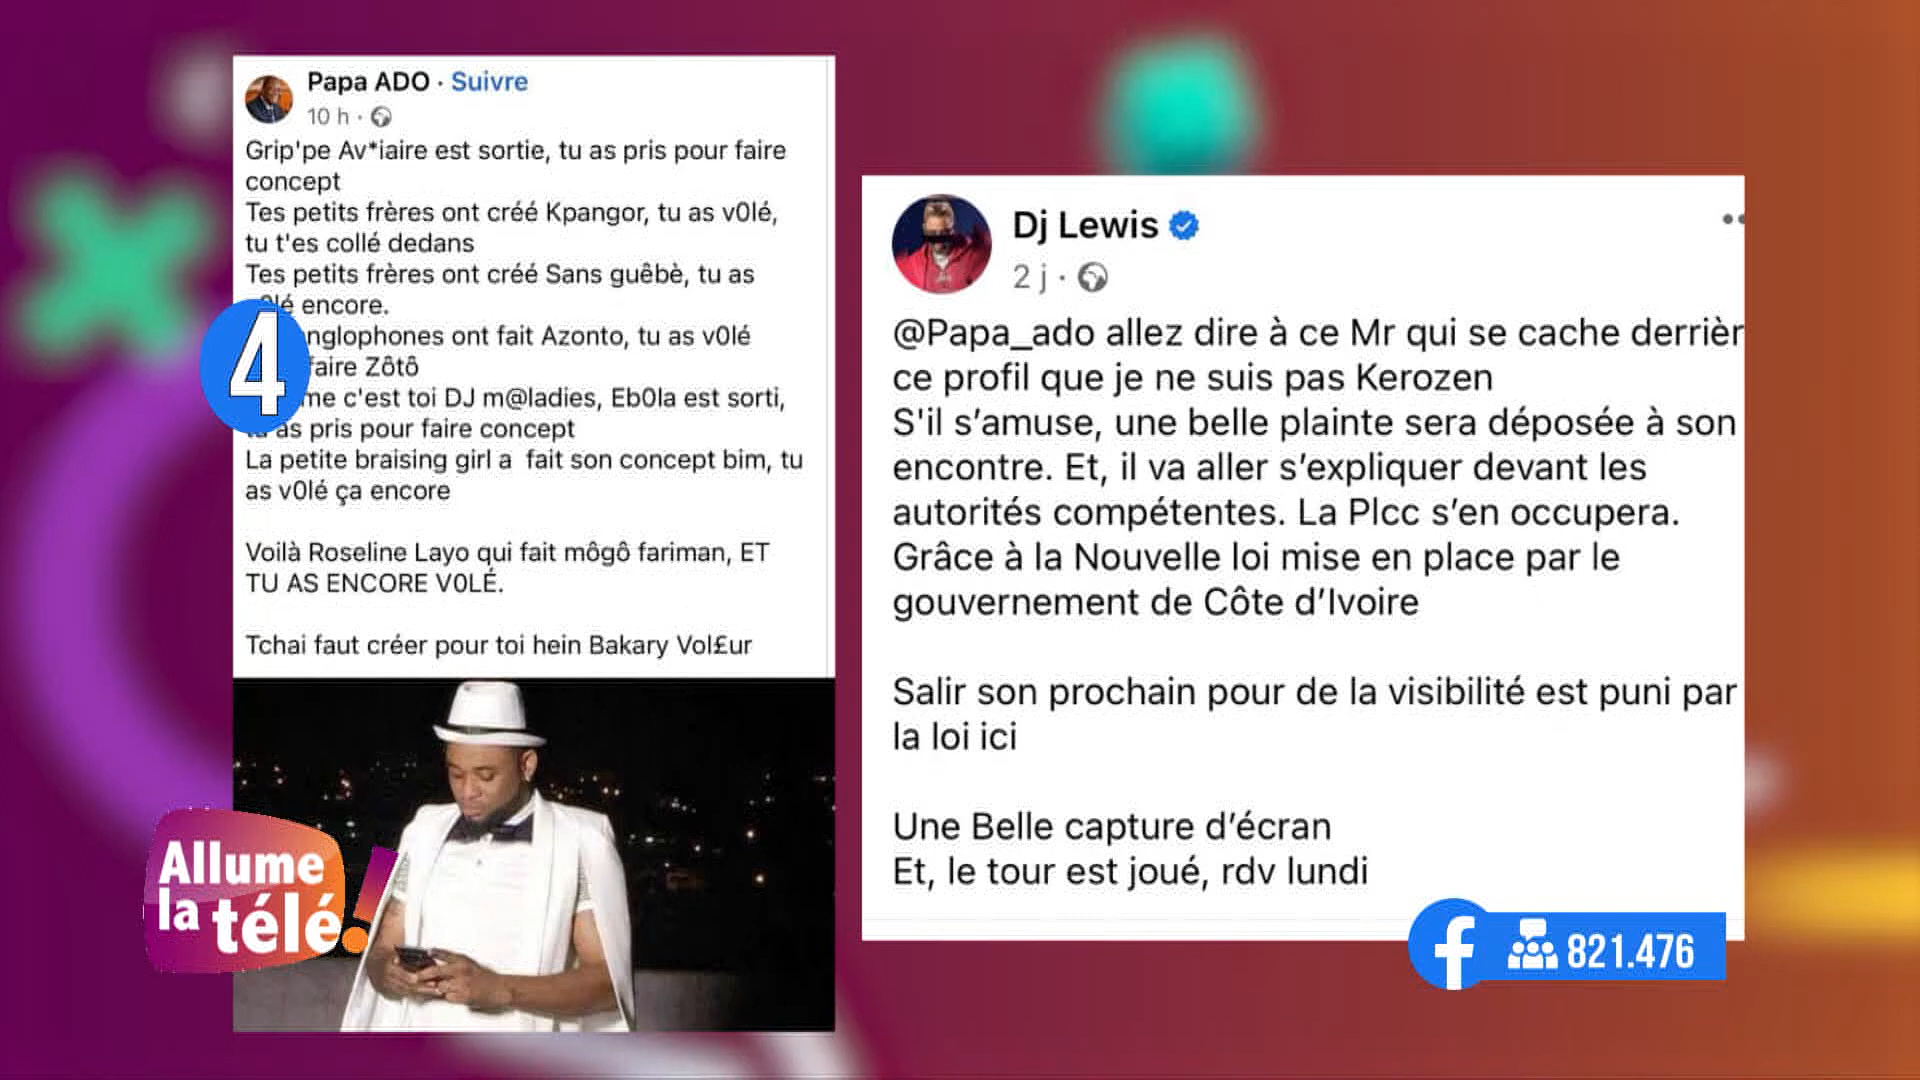 Papa ADO · Suivre
10 h ·
Grip'pe Av*iaire est sortie, tu as pris pour faire
concept
Tes petits frères ont créé Kpangor, tu as v0lé,
tu t'es collé dedans
Tes petits frères ont créé Sans guêbè, tu as
encore.
nglophones ont fait Azonto, tu as v0lé
faire Zôtô
me c'est toi DJ m@ladies, Eb0la est sorti,
as pris pour faire concept
La petite braising girl a fait son concept bim, tu
as v0lé ça encore
Voilà Roseline Layo qui fait môgô fariman, ET
TU AS ENCORE V0LÉ.
Tchai faut créer pour toi hein Bakary Vol£ur
4
Allume
la télé!
Dj Lewis
2 j ·
@Papa_ado allez dire à ce Mr qui se cache derrièr
ce profil que je ne suis pas Kerozen
S'il s’amuse, une belle plainte sera déposée à son
encontre. Et, il va aller s’expliquer devant les
autorités compétentes. La Plcc s’en occupera.
Grâce à la Nouvelle loi mise en place par le
gouvernement de Côte d’Ivoire
Salir son prochain pour de la visibilité est puni par
la loi ici
Une Belle capture d’écran
Et, le tour est joué, rdv lundi
f 821.476